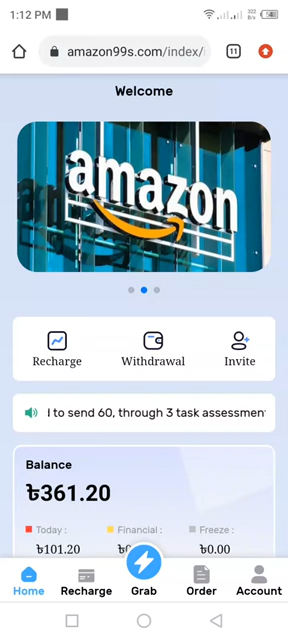 1:12 PM
amazon99s.com/index/
11
Welcome
amazon
Recharge Withdrawal Invite
to send 60, through 3 task assessment
Balance
৳361.20
Today : Financial : Freeze :
৳101.20 ৳0.00
Home Recharge Grab Order Account